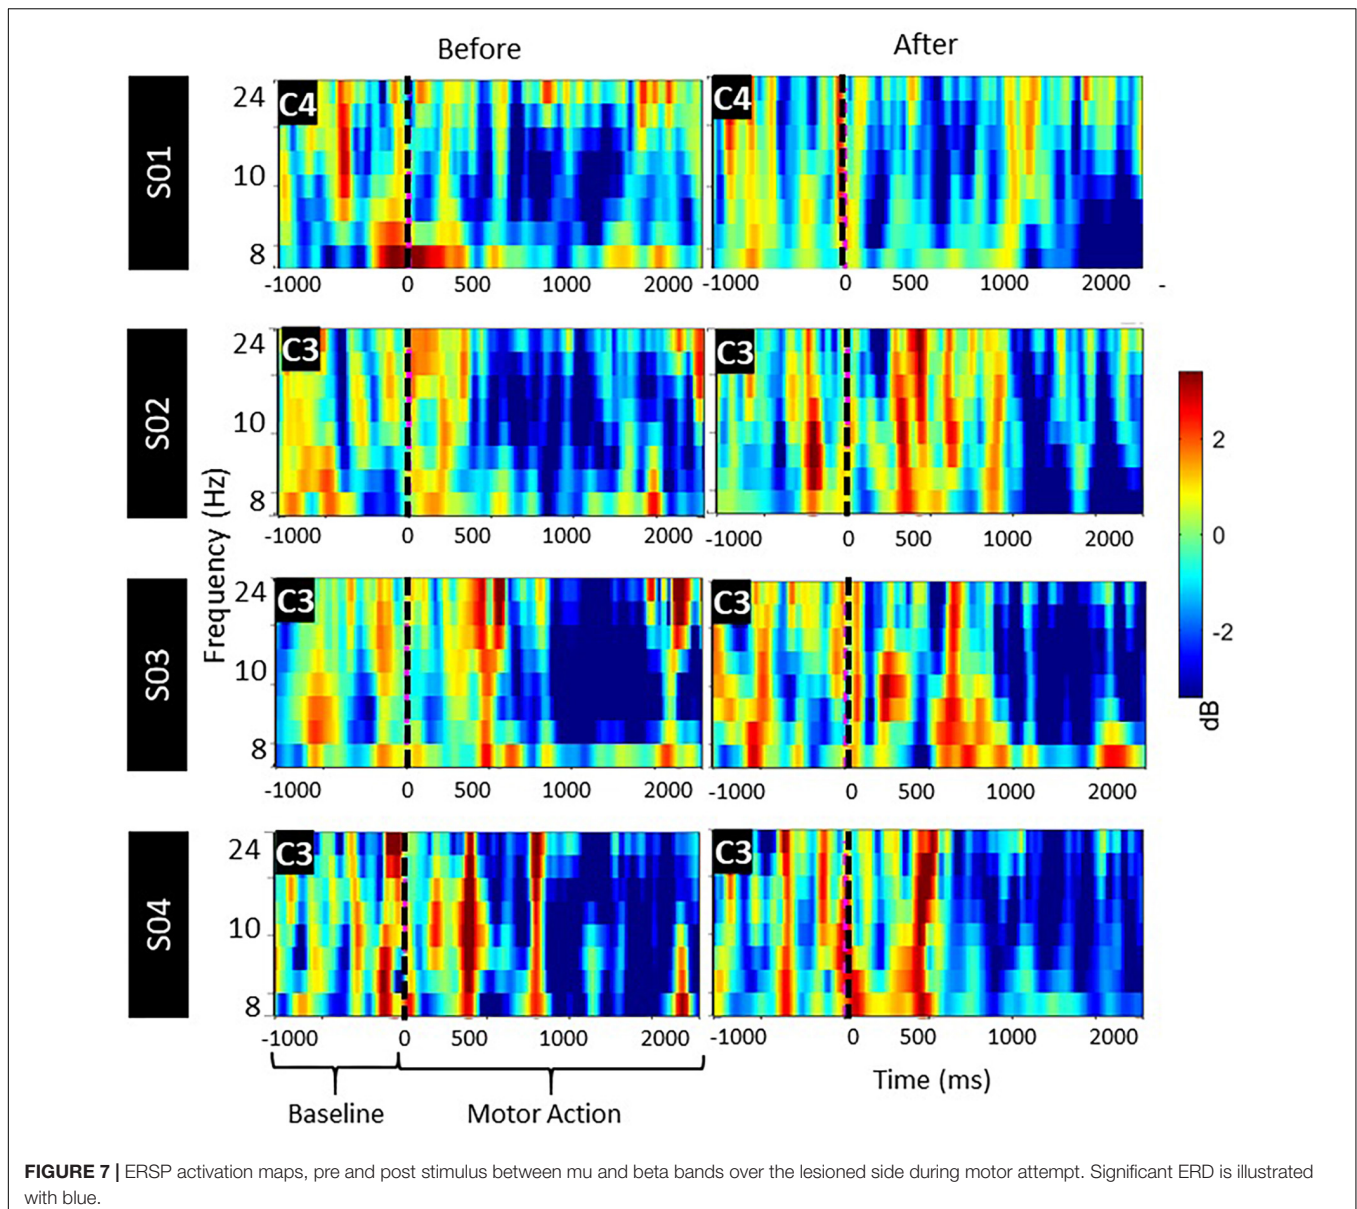 Before
After
S01
24
10
8
C4
-1000 0 500 1000 2000
C4
-1000 0 500 1000 2000 -
S02
24
10
8
C3
-1000 0 500 1000 2000
C3
-1000 0 500 1000 2000
Frequency (Hz)
2
0
-2
dB
S03
24
10
8
C3
-1000 0 500 1000 2000
C3
-1000 0 500 1000 2000
S04
24
10
8
C3
-1000 0 500 1000 2000
C3
-1000 0 500 1000 2000
Baseline
Motor Action
Time (ms)
FIGURE 7 | ERSP activation maps, pre and post stimulus between mu and beta bands over the lesioned side during motor attempt. Significant ERD is illustrated
with blue.